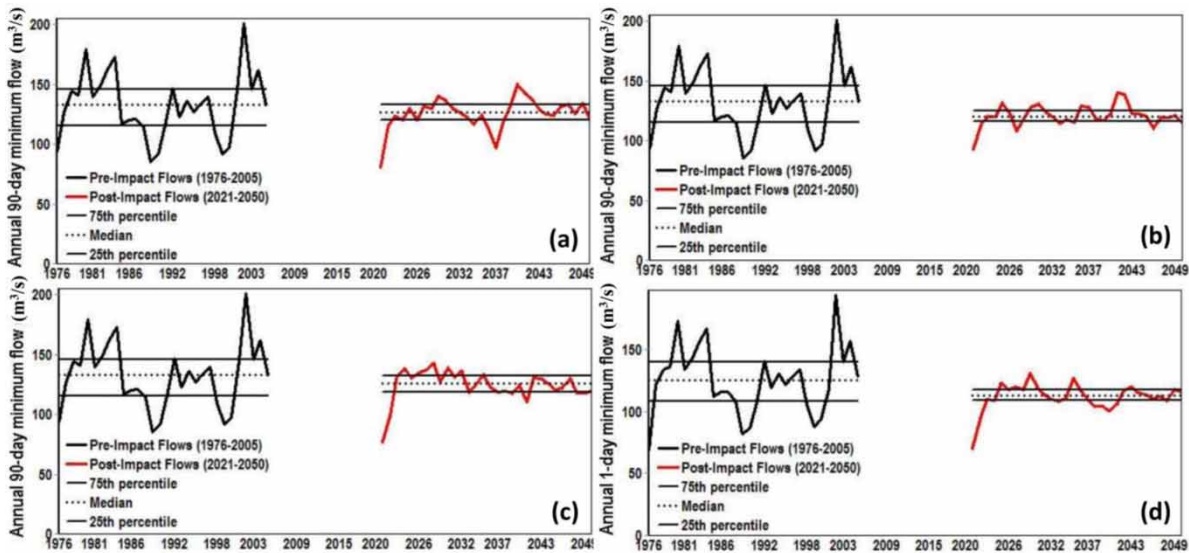 Annual 90-day minimum flow (m³/s)
200
150
100
50
0
Pre-Impact Flows (1976-2005)
Post-Impact Flows (2021-2050)
75th percentile
Median
25th percentile
(a)
1976 1981 1986 1992 1998 2003 2009 2015 2020 2026 2032 2037 2043 2049
Annual 90-day minimum flow (m³/s)
200
150
100
50
0
Pre-Impact Flows (1976-2005)
Post-Impact Flows (2021-2050)
75th percentile
Median
25th percentile
(b)
1976 1981 1986 1992 1998 2003 2009 2015 2020 2026 2032 2037 2043 2049
Annual 90-day minimum flow (m³/s)
200
150
100
50
0
Pre-Impact Flows (1976-2005)
Post-Impact Flows (2021-2050)
75th percentile
Median
25th percentile
(c)
1976 1981 1986 1992 1998 2003 2009 2015 2020 2026 2032 2037 2043 2049
Annual 1-day minimum flow (m³/s)
150
100
50
0
Pre-Impact Flows (1976-2005)
Post-Impact Flows (2021-2050)
75th percentile
Median
25th percentile
(d)
1976 1981 1986 1992 1998 2003 2009 2015 2020 2026 2032 2037 2043 2049